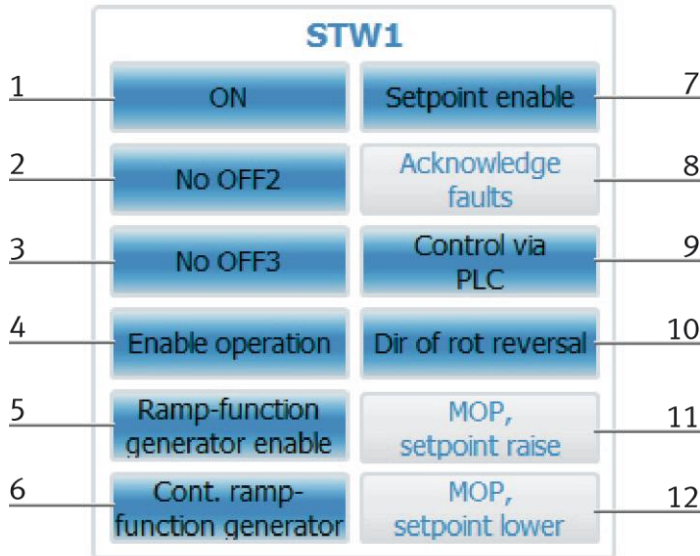 STW1
1
ON
Setpoint enable
7
2
No OFF2
Acknowledge
faults
8
3
No OFF3
Control via
PLC
9
4
Enable operation
Dir of rot reversal
10
5
Ramp-function
generator enable
MOP,
setpoint raise
11
6
Cont. ramp-
function generator
MOP,
setpoint lower
12